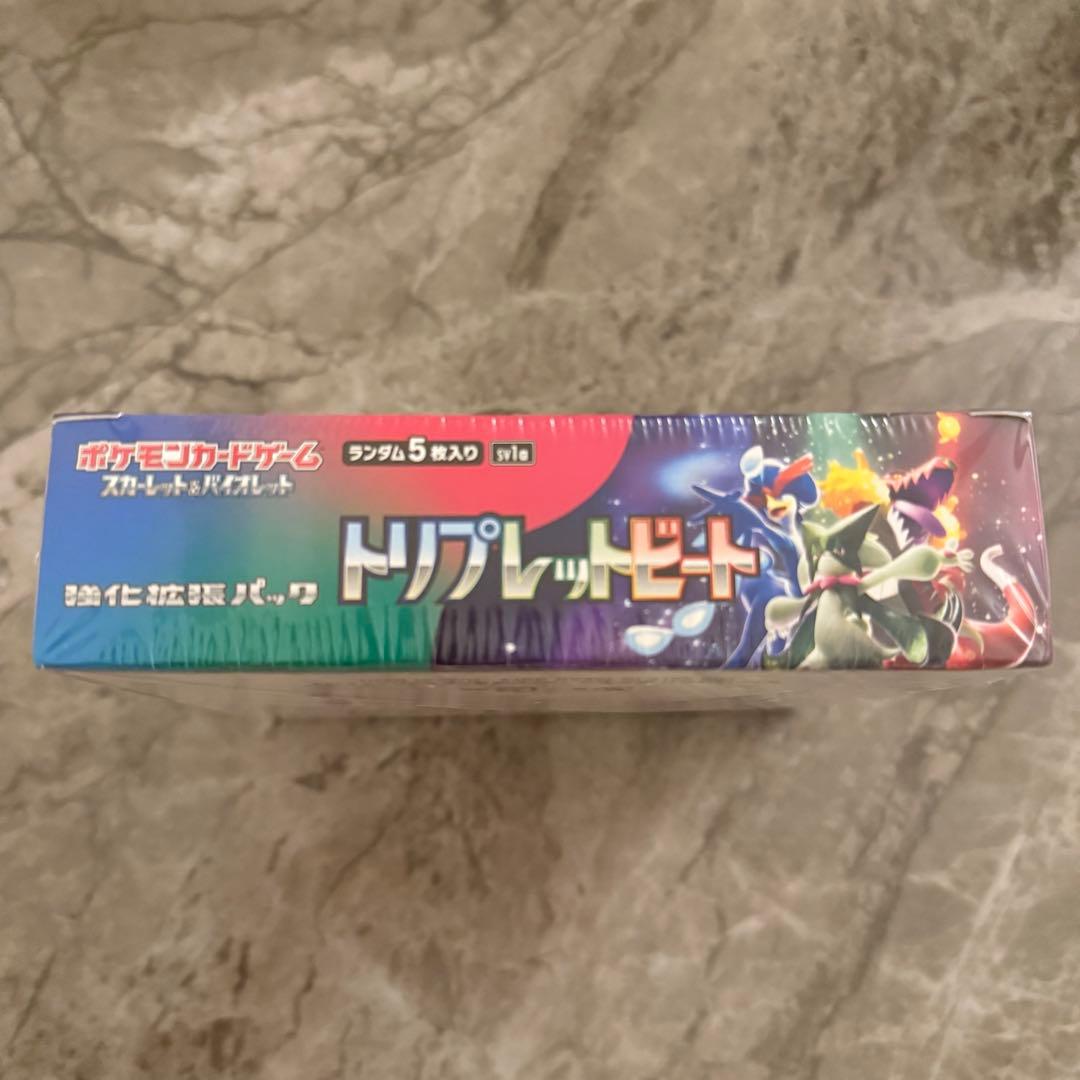 ポケモンカードゲーム
スカーレット&バイオレット
ランダム5枚入り sv1a
強化拡張パック
トリプレットビート